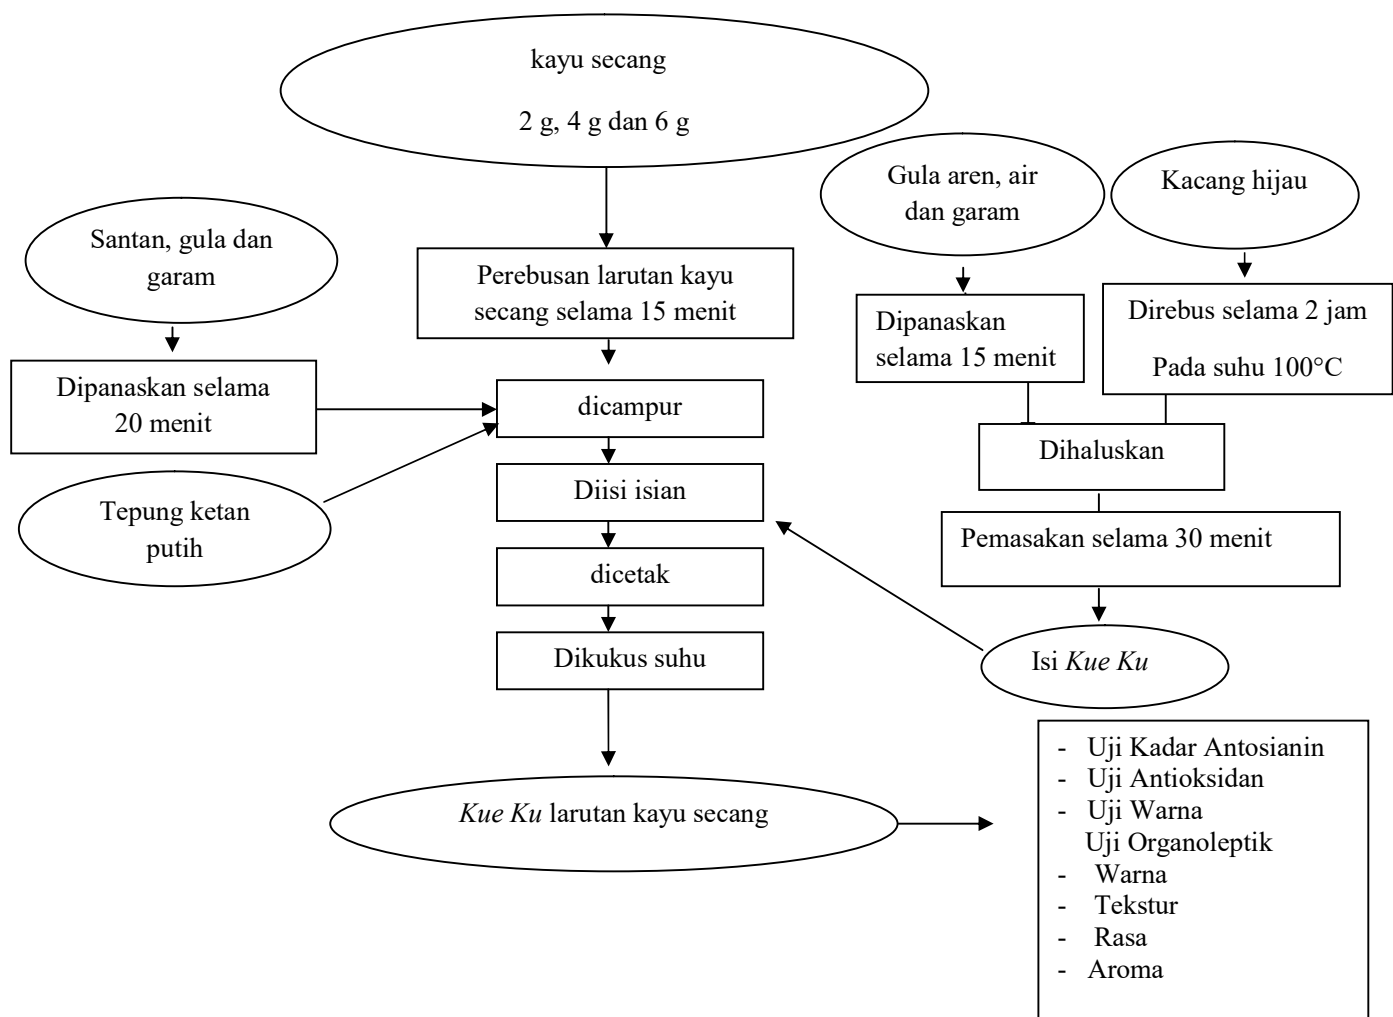 kayu secang
2 g, 4 g dan 6 g
Gula aren, air
dan garam
Kacang hijau
Santan, gula dan
garam
Perebusan larutan kayu
secang selama 15 menit
Dipanaskan
selama 15 menit
Direbus selama 2 jam
Pada suhu 100°C
Dipanaskan selama
20 menit
dicampur
Dihaluskan
Diisi isian
Tepung ketan
putih
Pemasakan selama 30 menit
dicetak
Dikukus suhu
Isi Kue Ku
Kue Ku larutan kayu secang
- Uji Kadar Antosianin
- Uji Antioksidan
- Uji Warna
Uji Organoleptik
- Warna
- Tekstur
- Rasa
- Aroma